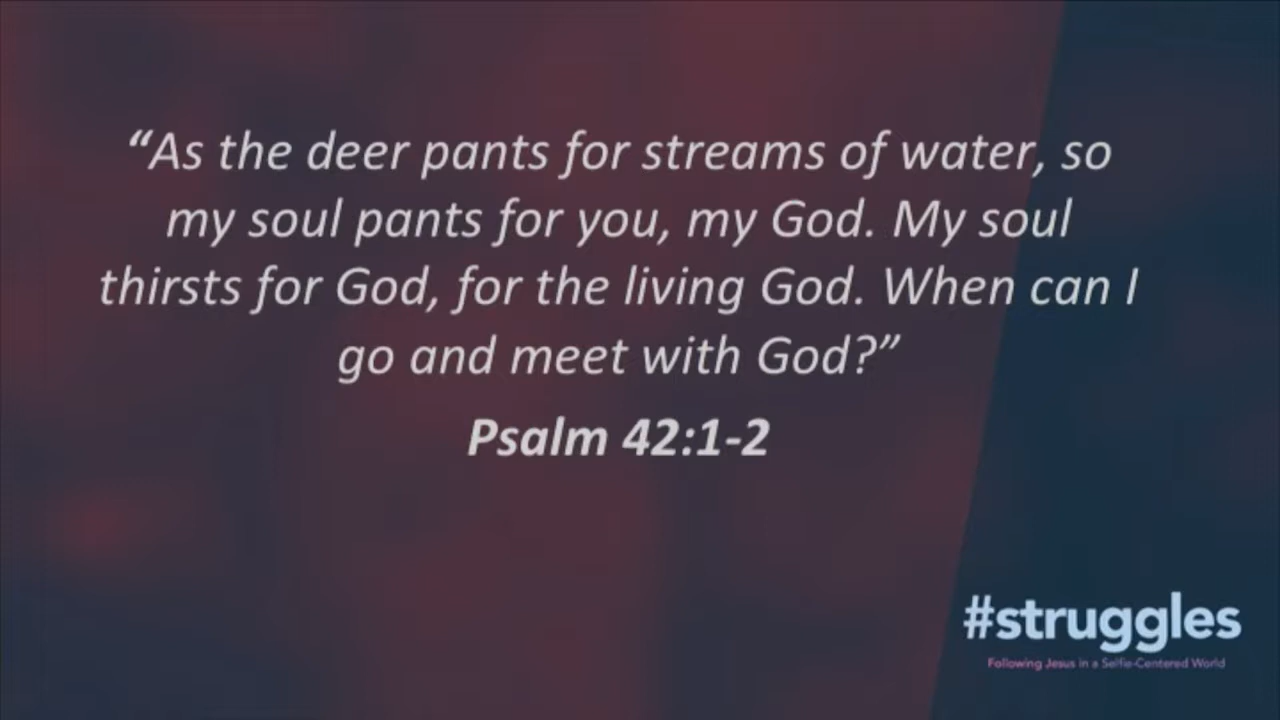 “As the deer pants for streams of water, so
my soul pants for you, my God. My soul
thirsts for God, for the living God. When can I
go and meet with God?”
Psalm 42:1-2
#struggles
Following Jesus in a Selfie-Centered World